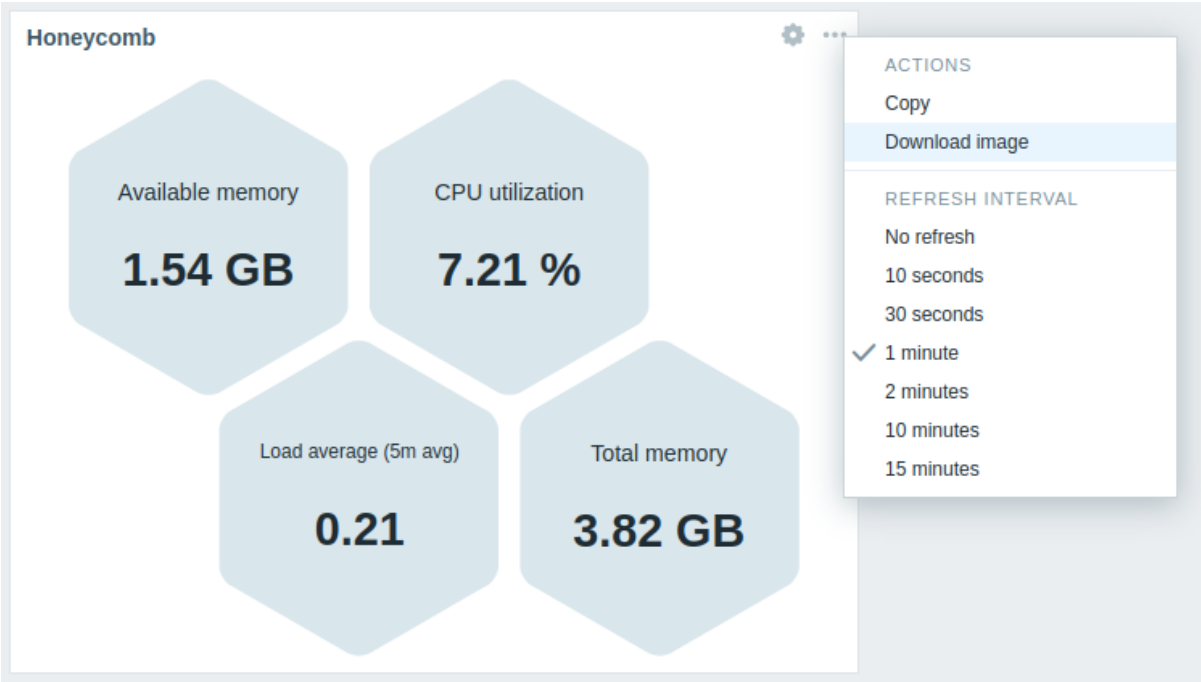 Honeycomb
Available memory
1.54 GB
CPU utilization
7.21 %
Load average (5m avg)
0.21
Total memory
3.82 GB
ACTIONS
Copy
Download image
REFRESH INTERVAL
No refresh
10 seconds
30 seconds
1 minute
2 minutes
10 minutes
15 minutes